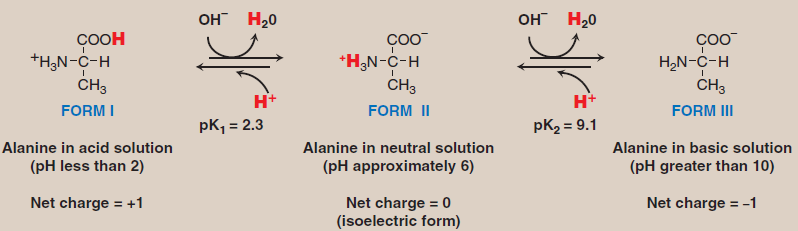 OH⁻ H₂0
OH⁻ H₂0
COOH
⁺H₃N-C-H
CH₃
FORM I
H⁺
pK₁ = 2.3
COO⁻
⁺H₃N-C-H
CH₃
FORM II
H⁺
pK₂ = 9.1
COO⁻
H₂N-C-H
CH₃
FORM III
Alanine in acid solution
(pH less than 2)
Net charge = +1
Alanine in neutral solution
(pH approximately 6)
Net charge = 0
(isoelectric form)
Alanine in basic solution
(pH greater than 10)
Net charge = –1